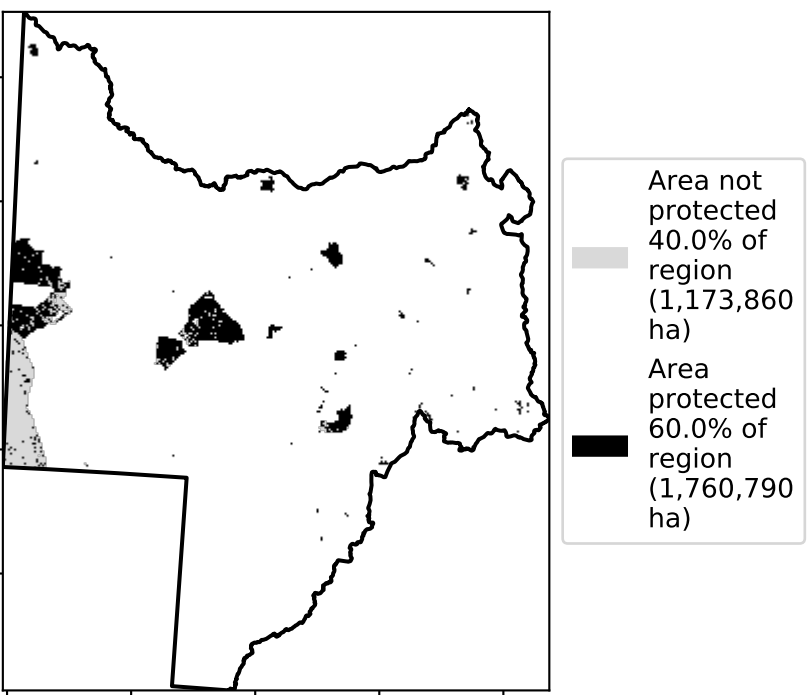 Area not
protected
40.0% of
region
(1,173,860
ha)
Area
protected
60.0% of
region
(1,760,790
ha)